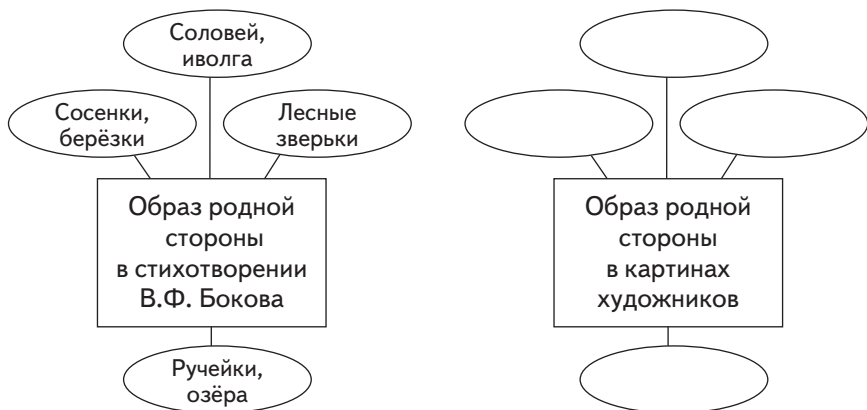 Соловей,
иволга
Сосенки,
берёзки
Лесные
зверьки
Образ родной
стороны
в стихотворении
В.Ф. Бокова
Ручейки,
озёра
Образ родной
стороны
в картинах
художников